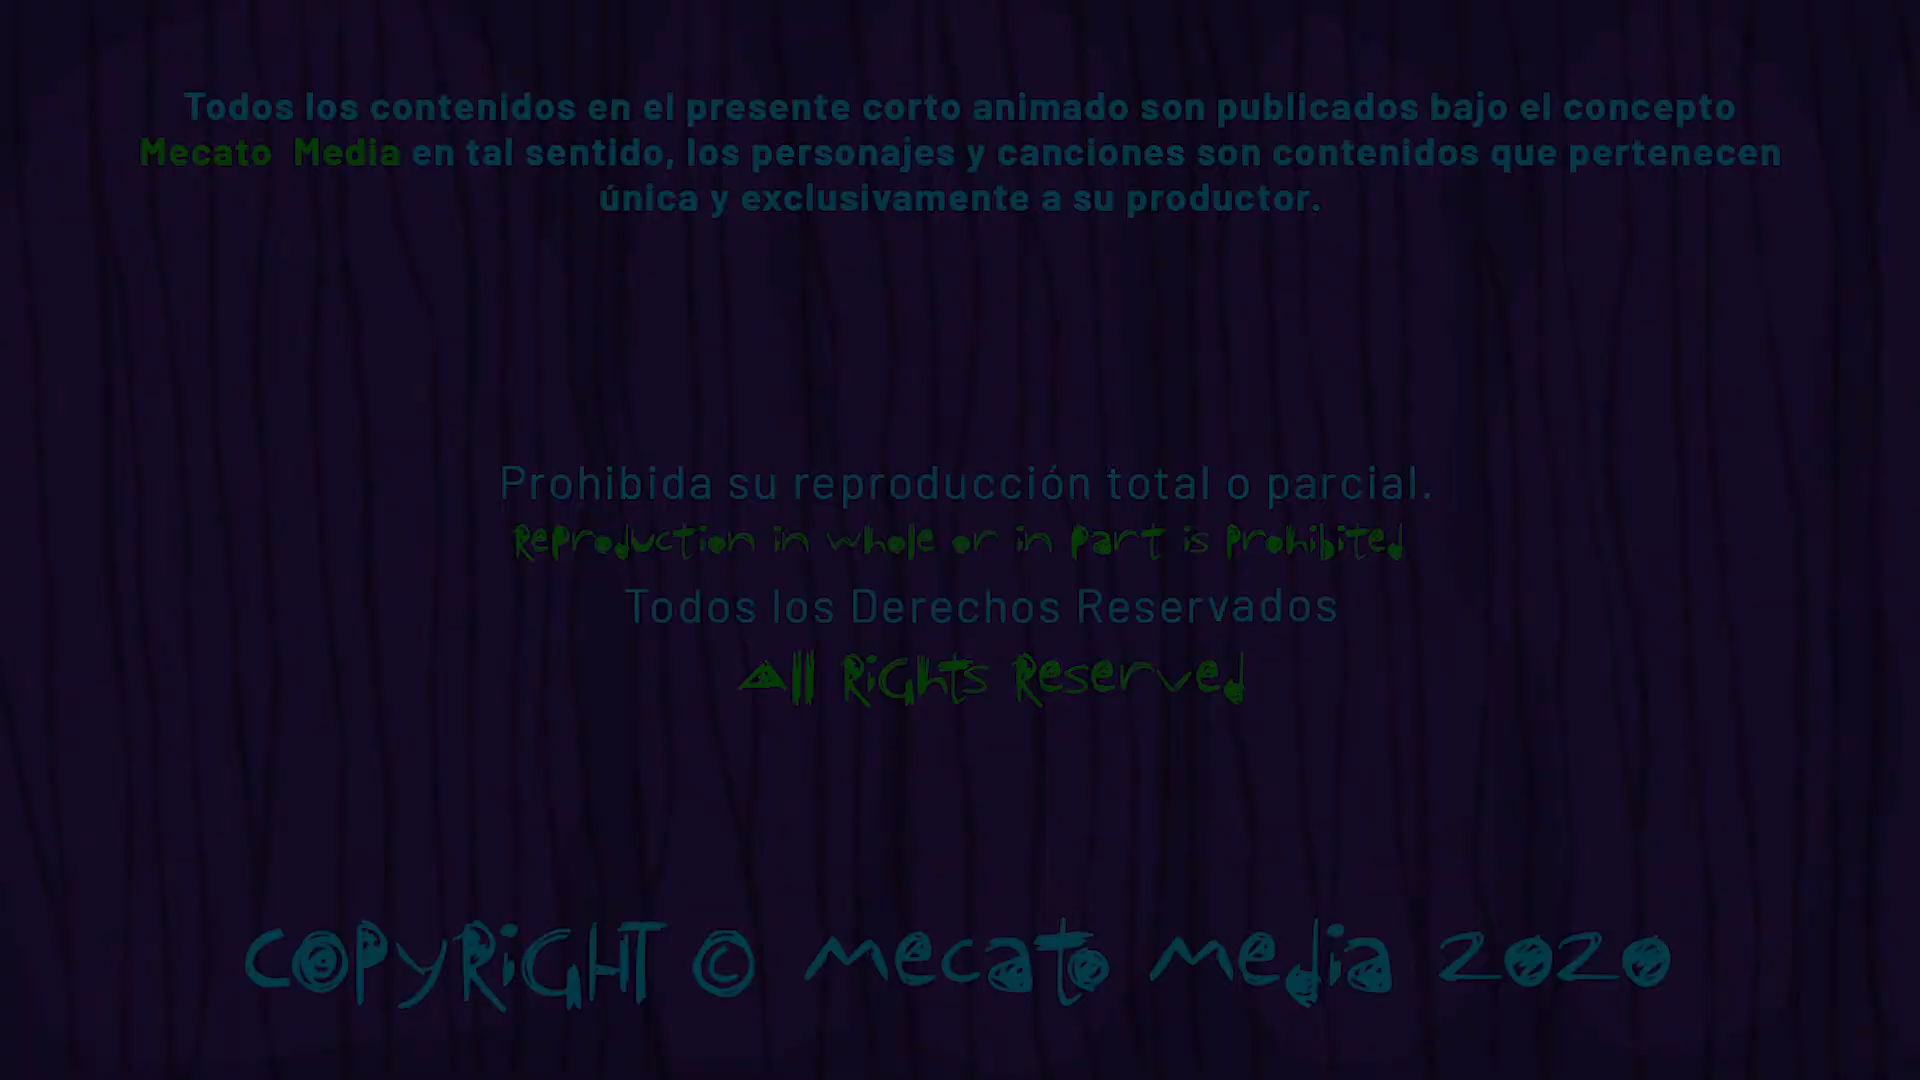 Todos los contenidos en el presente corto animado son publicados bajo el concepto
Mecato Media en tal sentido, los personajes y canciones son contenidos que pertenecen
única y exclusivamente a su productor.
Prohibida su reproducción total o parcial.
Reproduction in whole or in part is Prohibited
Todos los Derechos Reservados
All Rights Reserved
COPYRIGHT © mecato media 2020